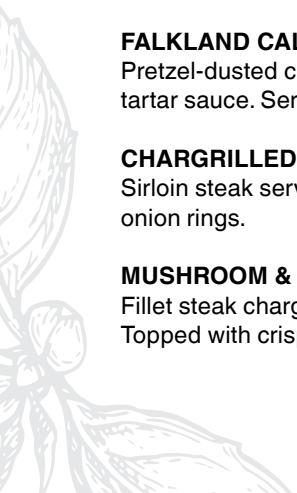 FALKLAND CAL
Pretzel-dusted c
tartar sauce. Ser
CHARGRILLED
Sirloin steak serv
onion rings.
MUSHROOM &
Fillet steak charg
Topped with crisp